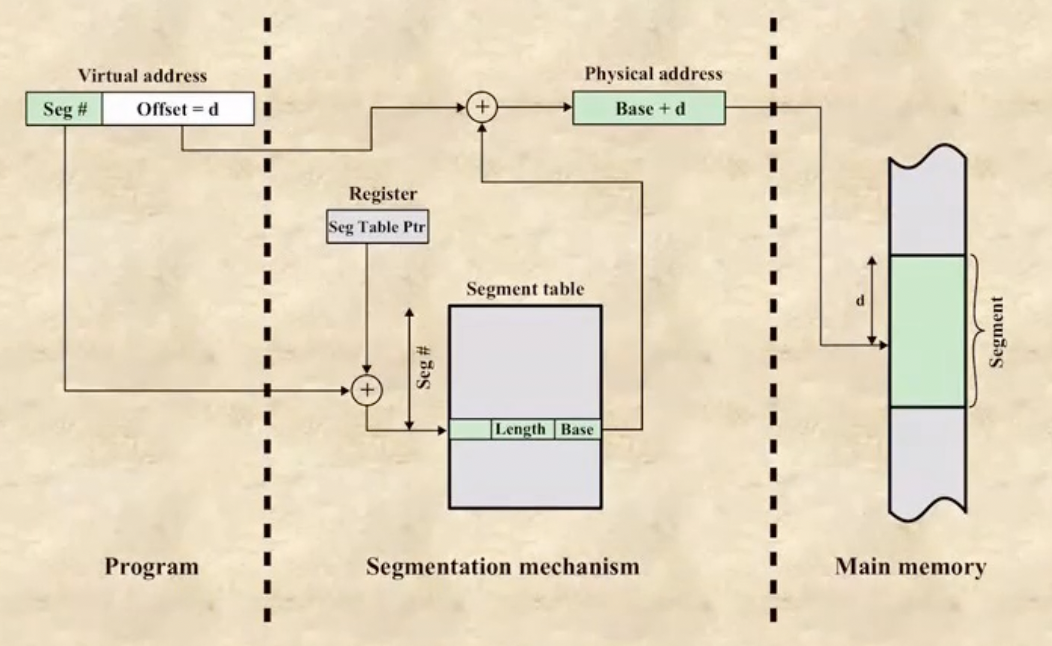 Virtual address
Seg #
Offset = d
Physical address
Base + d
Register
Seg Table Ptr
Segment table
Seg #
Length
Base
d
Segment
Program
Segmentation mechanism
Main memory